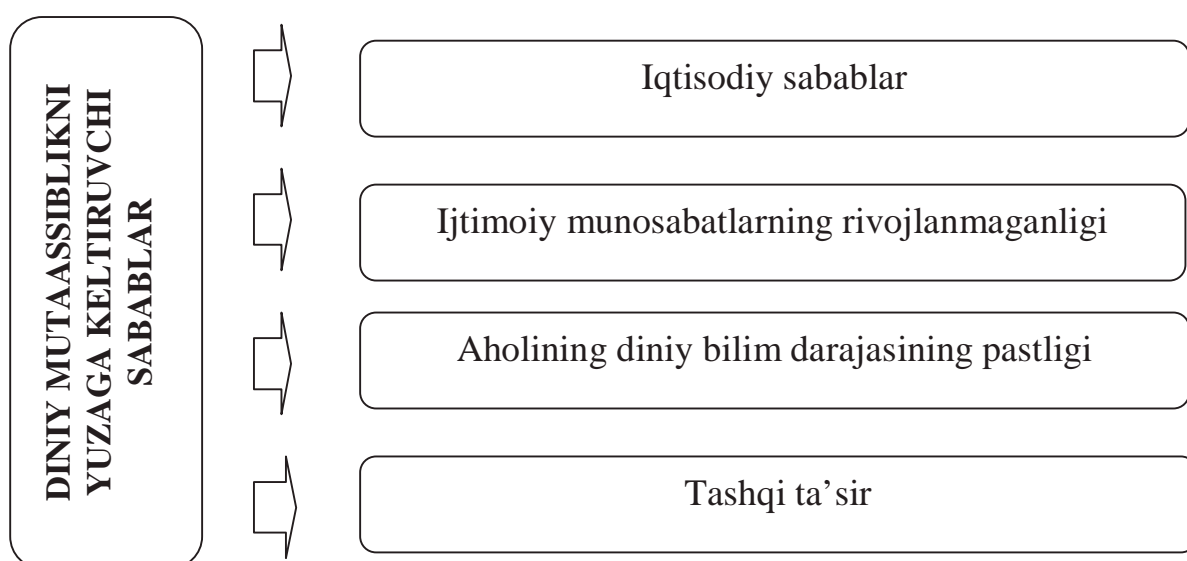 DINIY MUTAASSIBLIKNI
YUZAGA KELTIRUVCHI
SABABLAR
Iqtisodiy sabablar
Ijtimoiy munosabatlarning rivojlanmaganligi
Aholining diniy bilim darajasining pastligi
Tashqi ta’sir